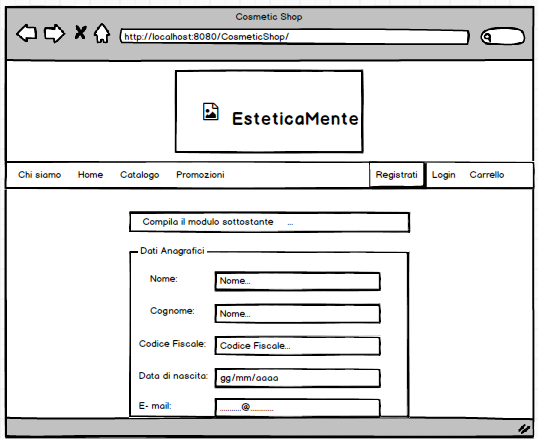 Cosmetic Shop
http://localhost:8080/CosmeticShop/
EsteticaMente
Chi siamo Home Catalogo Promozioni Registrati Login Carrello
Compila il modulo sottostante ...
Dati Anagrafici
Nome: Nome...
Cognome: Nome...
Codice Fiscale: Codice Fiscale...
Data di nascita: gg/mm/aaaa
E- mail: ..........@..........